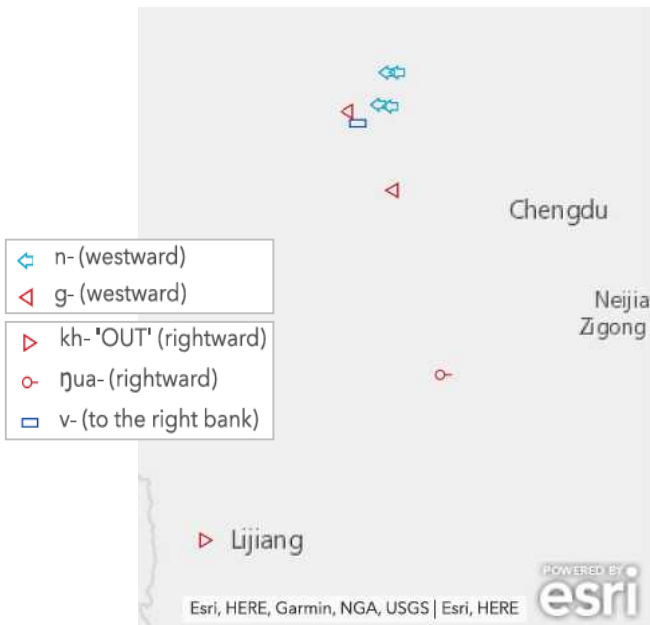 Chengdu
n- (westward)
g- (westward)
Neijia
Zigong
kh- 'OUT' (rightward)
ŋua- (rightward)
v- (to the right bank)
Lijiang
POWERED BY
esri
Esri, HERE, Garmin, NGA, USGS | Esri, HERE